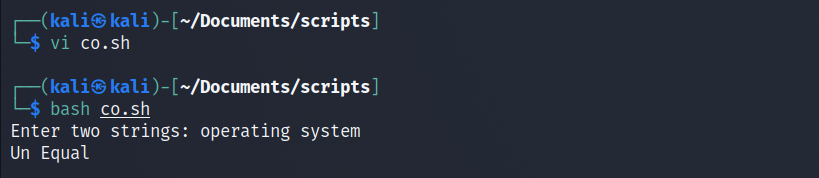 ┌──(kali㉿kali)-[~/Documents/scripts]
└─$ vi co.sh
┌──(kali㉿kali)-[~/Documents/scripts]
└─$ bash co.sh
Enter two strings: operating system
Un Equal